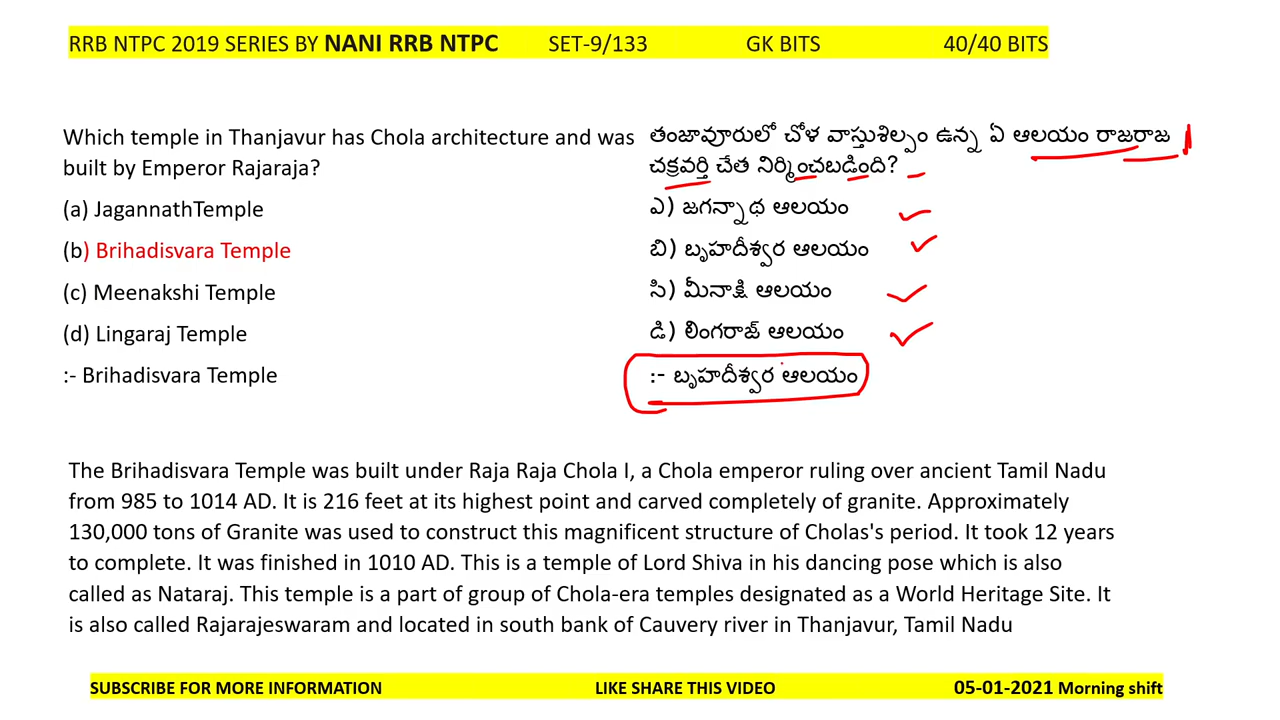 RRB NTPC 2019 SERIES BY NANI RRB NTPC SET-9/133 GK BITS 40/40 BITS
Which temple in Thanjavur has Chola architecture and was
built by Emperor Rajaraja?
(a) JagannathTemple
(b) Brihadisvara Temple
(c) Meenakshi Temple
(d) Lingaraj Temple
:- Brihadisvara Temple
తంజావూరులో చోళ వాస్తుశిల్పం ఉన్న ఏ ఆలయం రాజరాజ
చక్రవర్తి చేత నిర్మించబడింది?
ఎ) జగన్నాథ ఆలయం
బి) బృహదీశ్వర ఆలయం
సి) మీనాక్షి ఆలయం
డి) లింగరాజ్ ఆలయం
:- బృహదీశ్వర ఆలయం
The Brihadisvara Temple was built under Raja Raja Chola I, a Chola emperor ruling over ancient Tamil Nadu
from 985 to 1014 AD. It is 216 feet at its highest point and carved completely of granite. Approximately
130,000 tons of Granite was used to construct this magnificent structure of Cholas's period. It took 12 years
to complete. It was finished in 1010 AD. This is a temple of Lord Shiva in his dancing pose which is also
called as Nataraj. This temple is a part of group of Chola-era temples designated as a World Heritage Site. It
is also called Rajarajeswaram and located in south bank of Cauvery river in Thanjavur, Tamil Nadu
SUBSCRIBE FOR MORE INFORMATION LIKE SHARE THIS VIDEO 05-01-2021 Morning shift